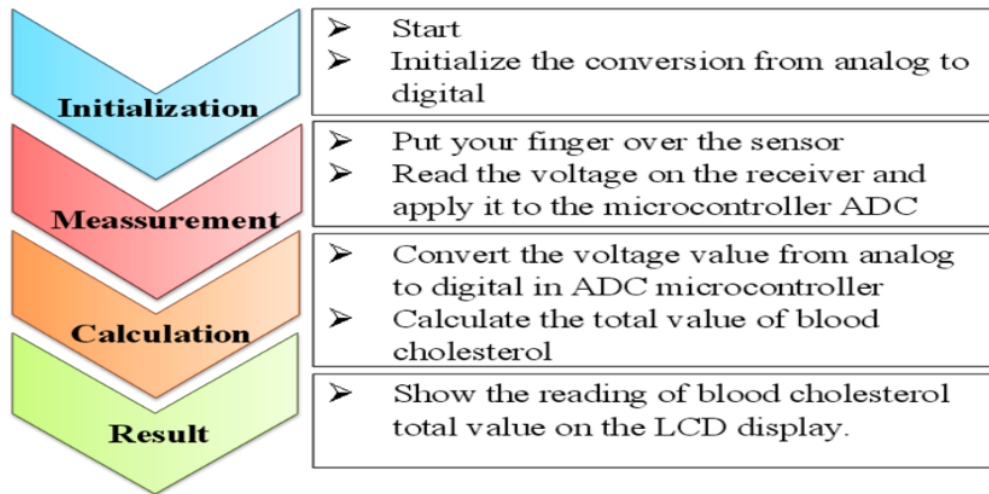 Initialization
➢ Start
➢ Initialize the conversion from analog to
digital
Meassurement
➢ Put your finger over the sensor
➢ Read the voltage on the receiver and
apply it to the microcontroller ADC
Calculation
➢ Convert the voltage value from analog
to digital in ADC microcontroller
➢ Calculate the total value of blood
cholesterol
Result
➢ Show the reading of blood cholesterol
total value on the LCD display.